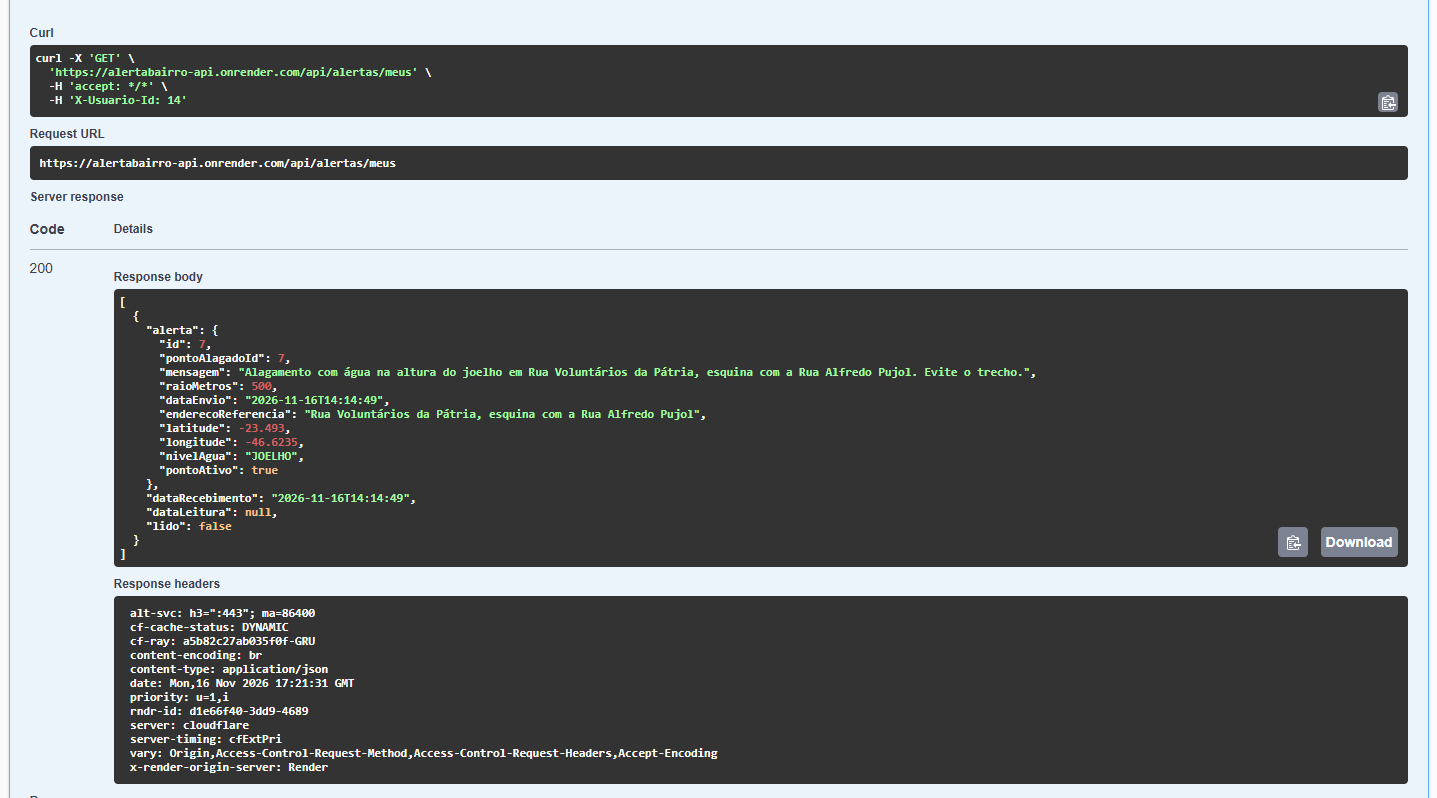 Curl
curl -X 'GET' \
  'https://alertabairro-api.onrender.com/api/alertas/meus' \
  -H 'accept: */*' \
  -H 'X-Usuario-Id: 14'
Request URL
https://alertabairro-api.onrender.com/api/alertas/meus
Server response
Code Details
200
Response body
[
  {
    "alerta": {
      "id": 7,
      "pontoAlagadoId": 7,
      "mensagem": "Alagamento com água na altura do joelho em Rua Voluntários da Pátria, esquina com a Rua Alfredo Pujol. Evite o trecho.",
      "raioMetros": 500,
      "dataEnvio": "2026-11-16T14:14:49",
      "enderecoReferencia": "Rua Voluntários da Pátria, esquina com a Rua Alfredo Pujol",
      "latitude": -23.493,
      "longitude": -46.6235,
      "nivelAgua": "JOELHO",
      "pontoAtivo": true
    },
    "dataRecebimento": "2026-11-16T14:14:49",
    "dataLeitura": null,
    "lido": false
  }
]
Download
Response headers
alt-svc: h3=":443"; ma=86400
cf-cache-status: DYNAMIC
cf-ray: a5b82c27ab035f0f-GRU
content-encoding: br
content-type: application/json
date: Mon,16 Nov 2026 17:21:31 GMT
priority: u=1,i
rndr-id: d1e66f40-3dd9-4689
server: cloudflare
server-timing: cfExtPri
vary: Origin,Access-Control-Request-Method,Access-Control-Request-Headers,Accept-Encoding
x-render-origin-server: Render